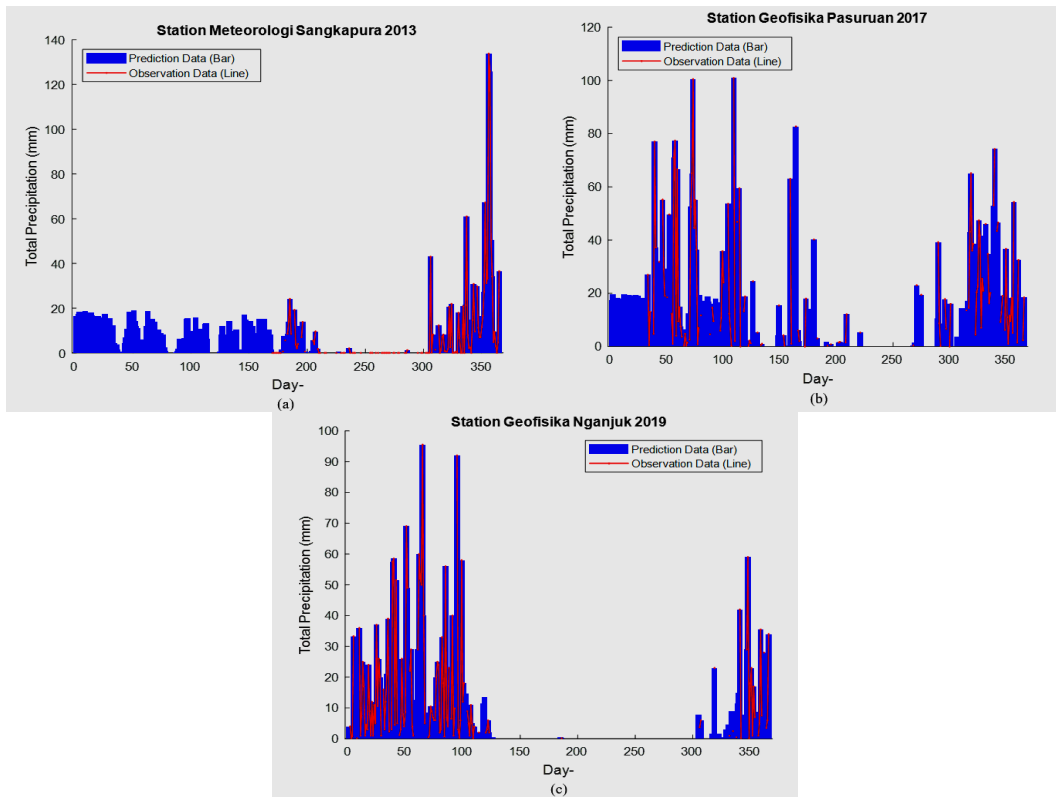 Station Meteorologi Sangkapura 2013
Prediction Data (Bar)
Observation Data (Line)
Total Precipitation (mm)
140
120
100
80
60
40
20
0
0 50 100 150 200 250 300 350
Day-
(a)
Station Geofisika Pasuruan 2017
Prediction Data (Bar)
Observation Data (Line)
Total Precipitation (mm)
120
100
80
60
40
20
0
0 50 100 150 200 250 300 350
Day-
(b)
Station Geofisika Nganjuk 2019
Prediction Data (Bar)
Observation Data (Line)
Total Precipitation (mm)
100
90
80
70
60
50
40
30
20
10
0
0 50 100 150 200 250 300 350
Day-
(c)